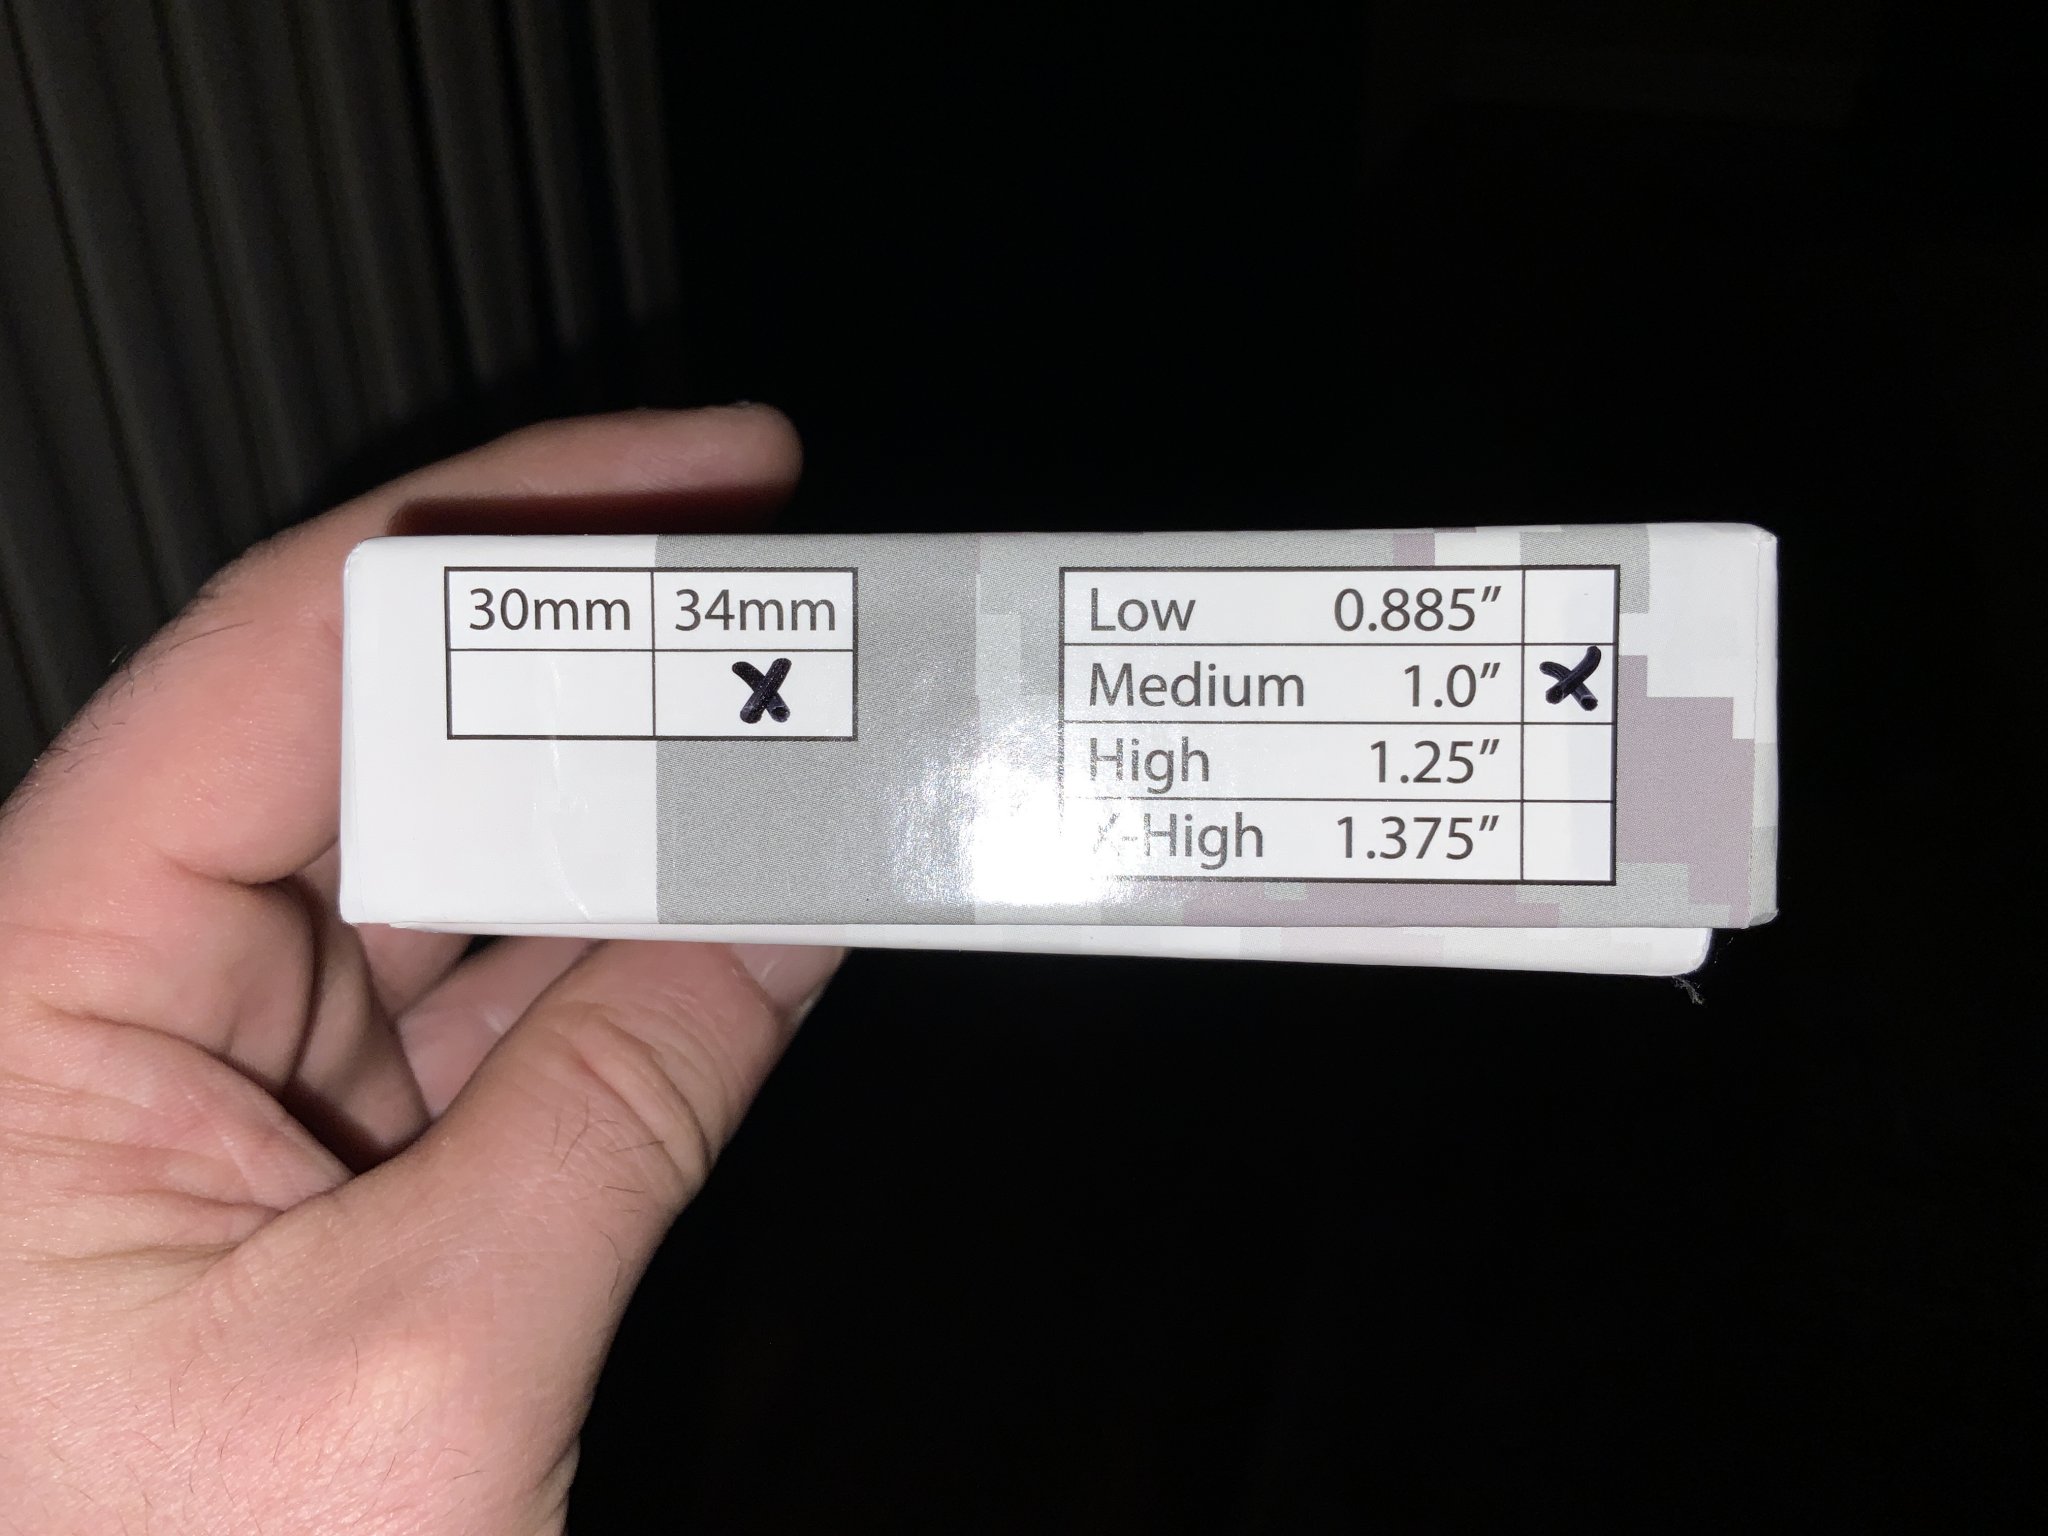 30mm 34mm
X
Low 0.885”
Medium 1.0” X
High 1.25”
X-High 1.375”